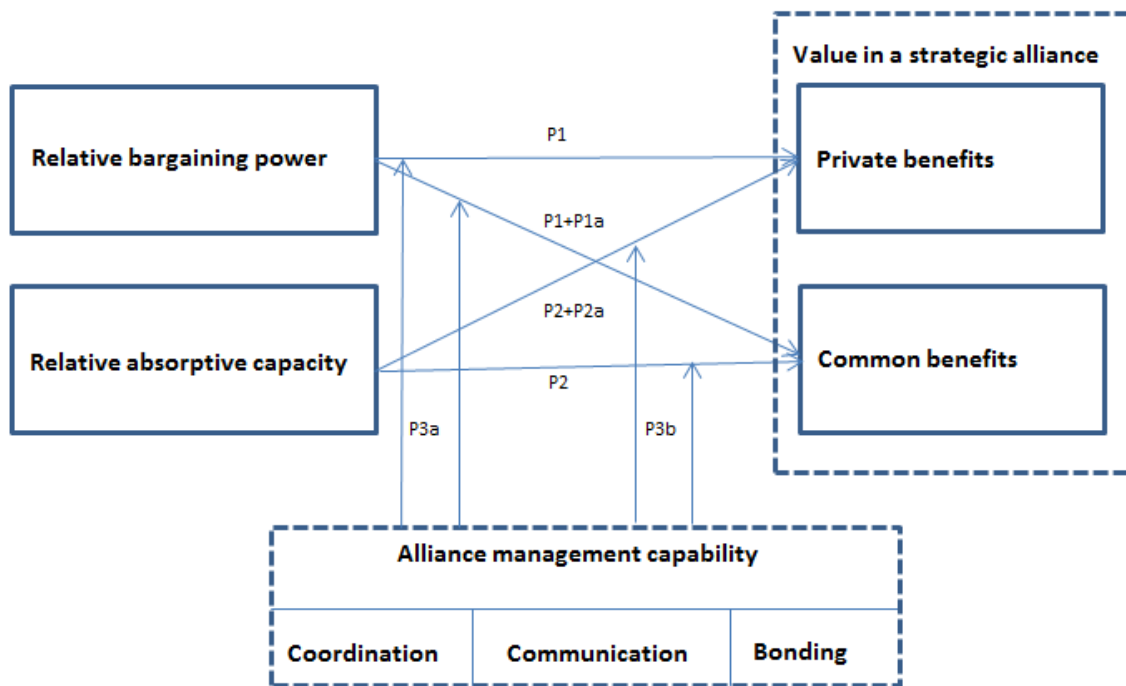 Value in a strategic alliance
Relative bargaining power
P1
Private benefits
P1+P1a
P2+P2a
Relative absorptive capacity
P2
Common benefits
P3a
P3b
Alliance management capability
Coordination
Communication
Bonding